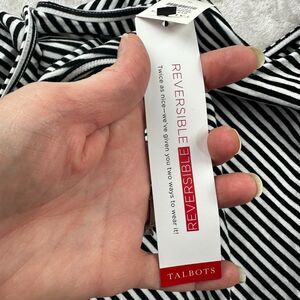 REVERSIBLE REVERSIBLE
Twice as nice—we've given you two ways to wear it!
TALBOTS